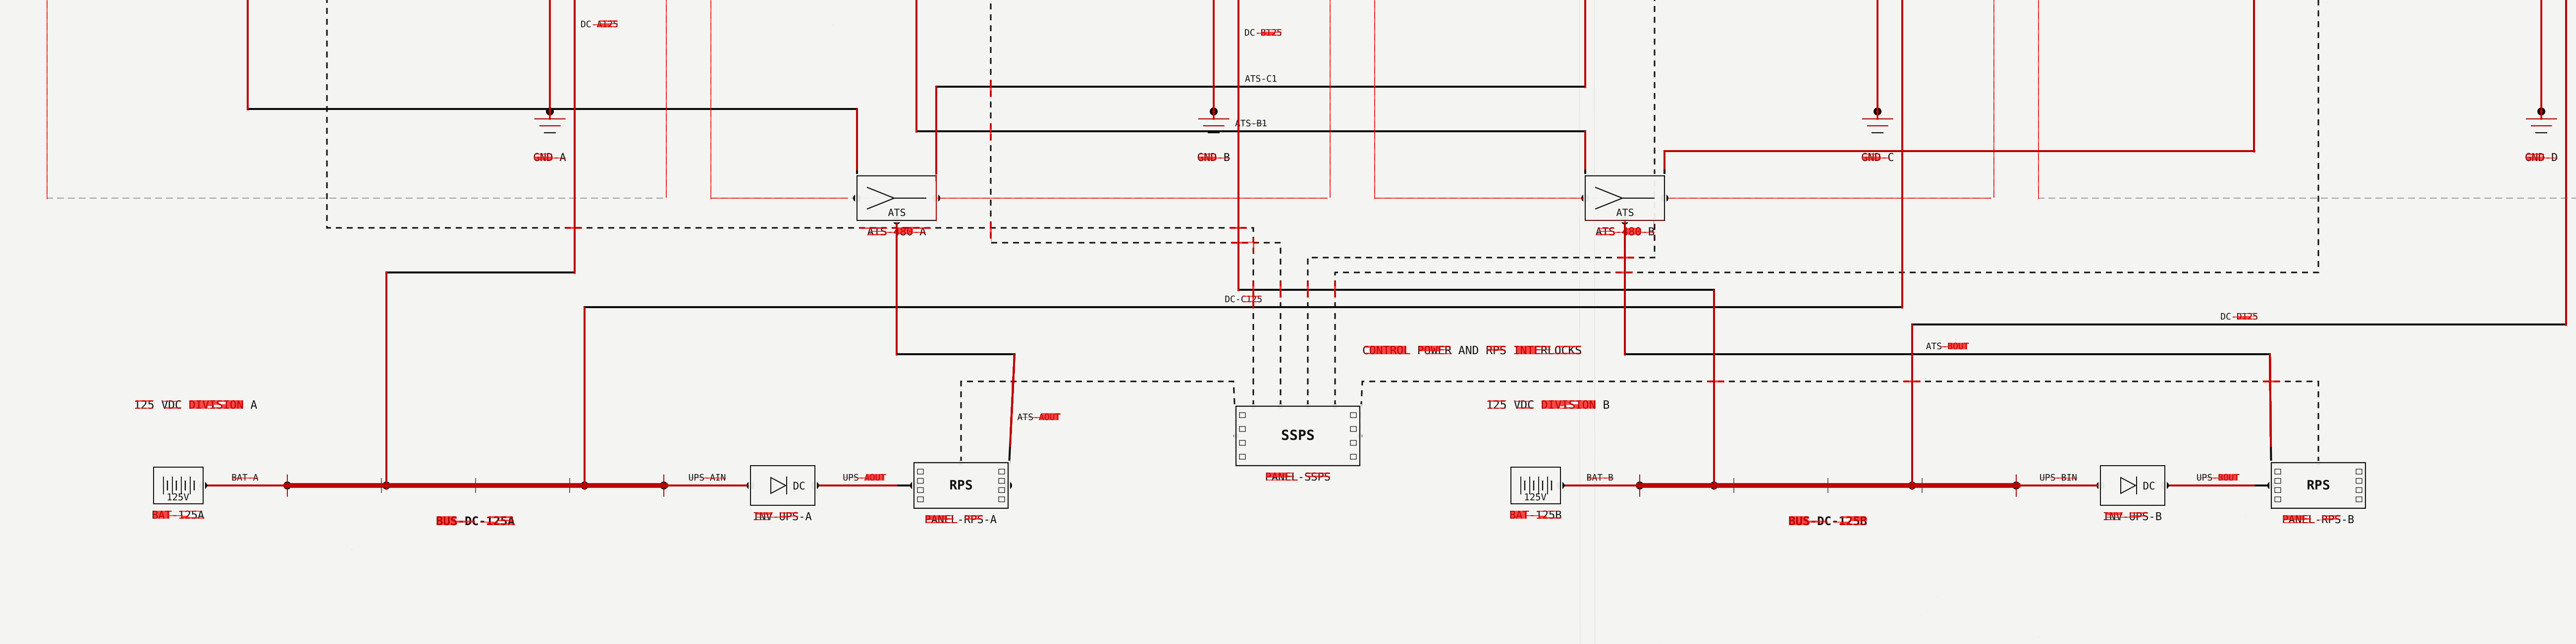 DC-A125
DC-B125
ATS-C1
ATS-B1
GND-A
GND-B
GND-C
GND-D
ATS
ATS-480-A
ATS
ATS-480-B
DC-C125
DC-D125
CONTROL POWER AND RPS INTERLOCKS
ATS-BOUT
125 VDC DIVISION A
125 VDC DIVISION B
ATS-AOUT
SSPS
PANEL-SSPS
BAT-A
UPS-AIN
UPS-AOUT
BAT-B
UPS-BIN
UPS-BOUT
125V
DC
RPS
125V
DC
RPS
BAT-125A
BUS-DC-125A
INV-UPS-A
PANEL-RPS-A
BAT-125B
BUS-DC-125B
INV-UPS-B
PANEL-RPS-B